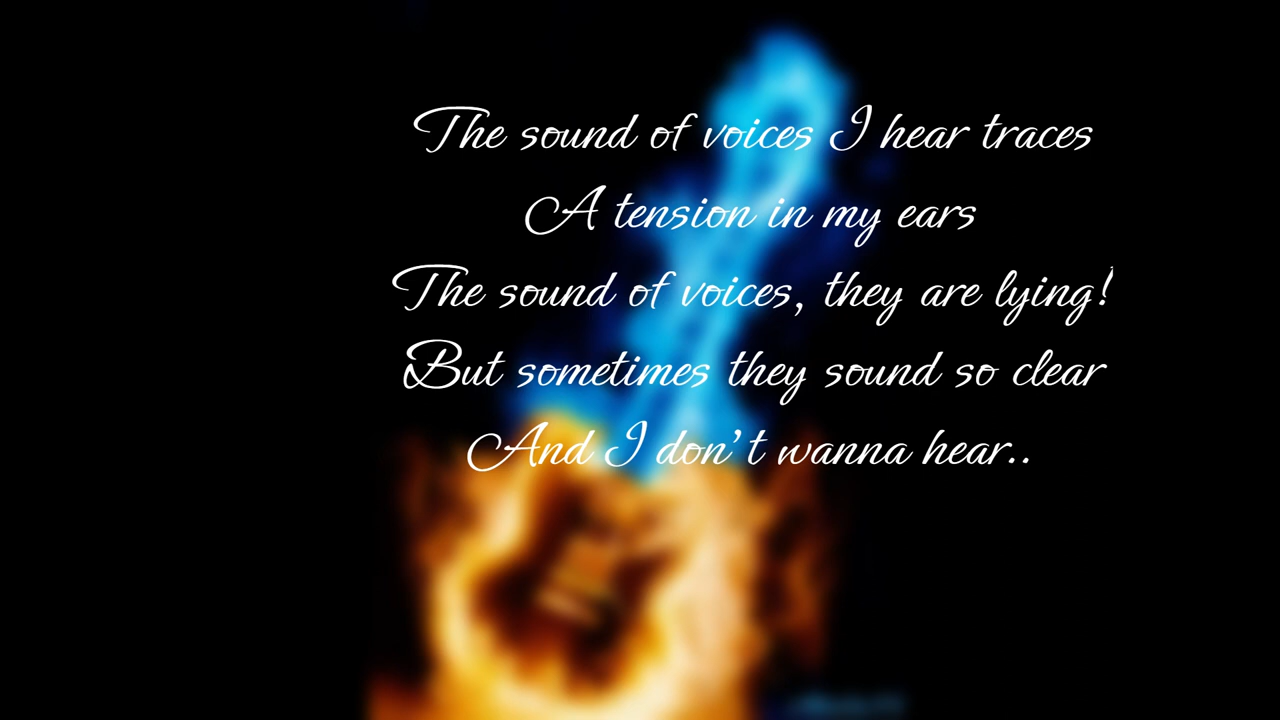 The sound of voices I hear traces
A tension in my ears
The sound of voices, they are lying!
But sometimes they sound so clear
And I don't wanna hear..